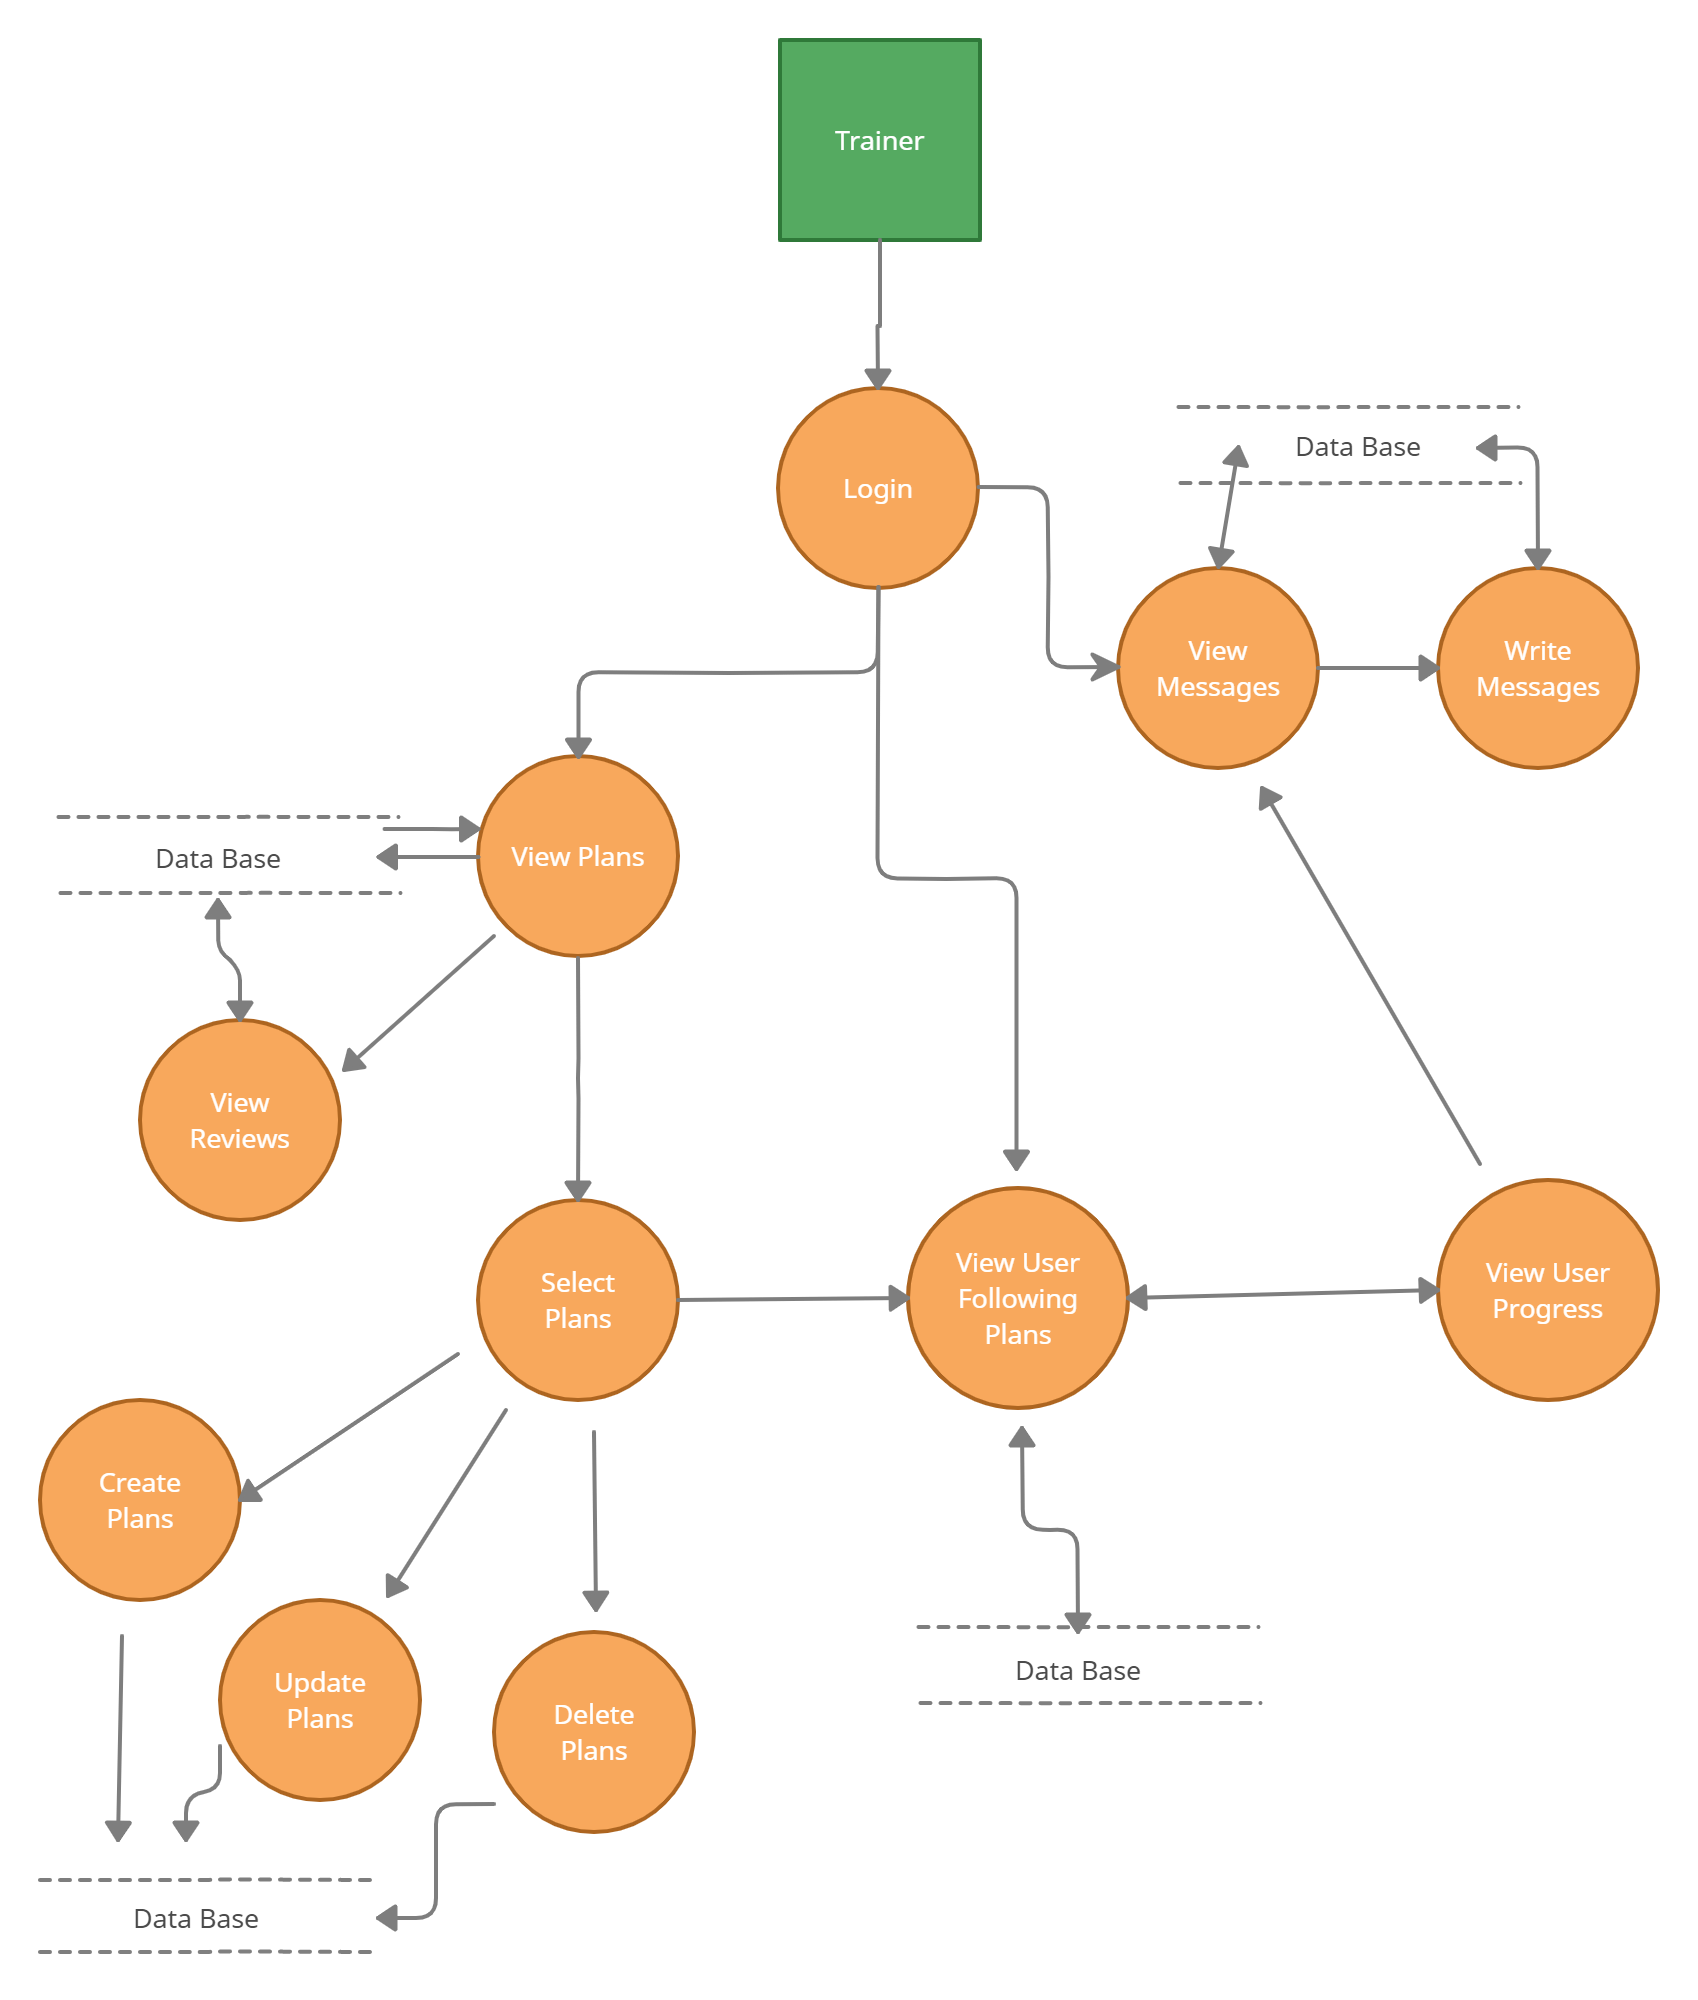 Trainer
Login
Data Base
View
Messages
Write
Messages
View Plans
Data Base
View
Reviews
Select
Plans
View User
Following
Plans
View User
Progress
Create
Plans
Update
Plans
Delete
Plans
Data Base
Data Base